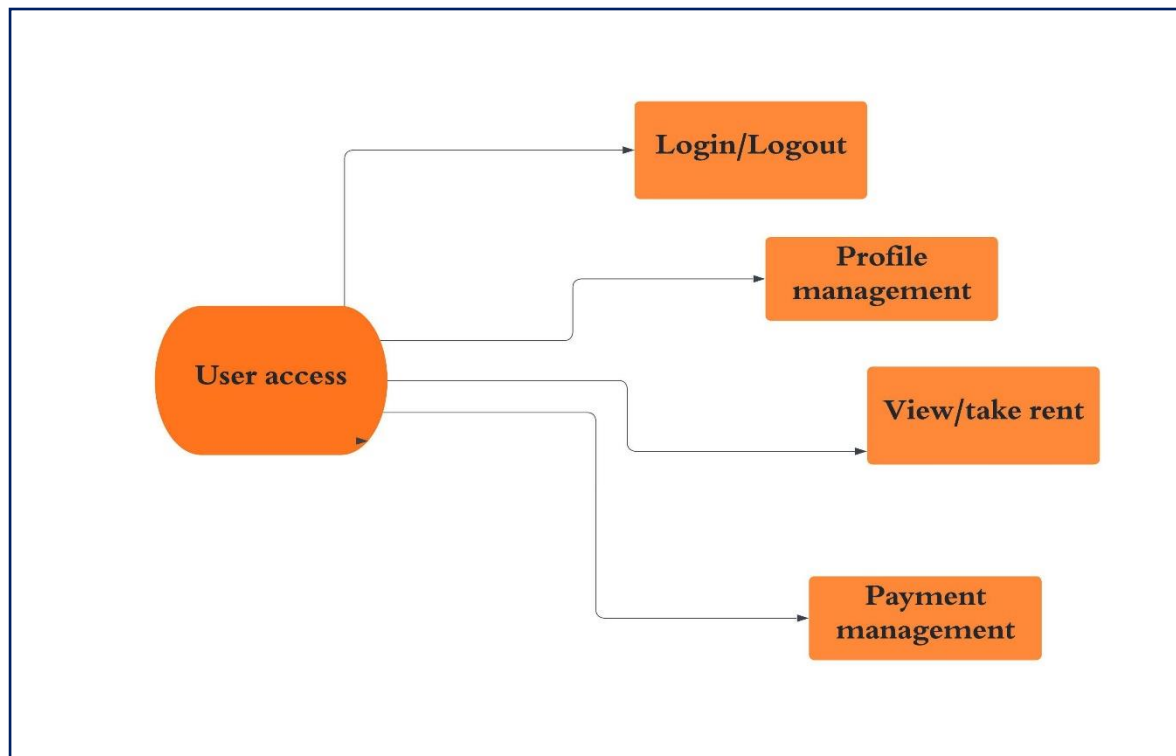 Login/Logout
Profile
management
User access
View/take rent
Payment
management